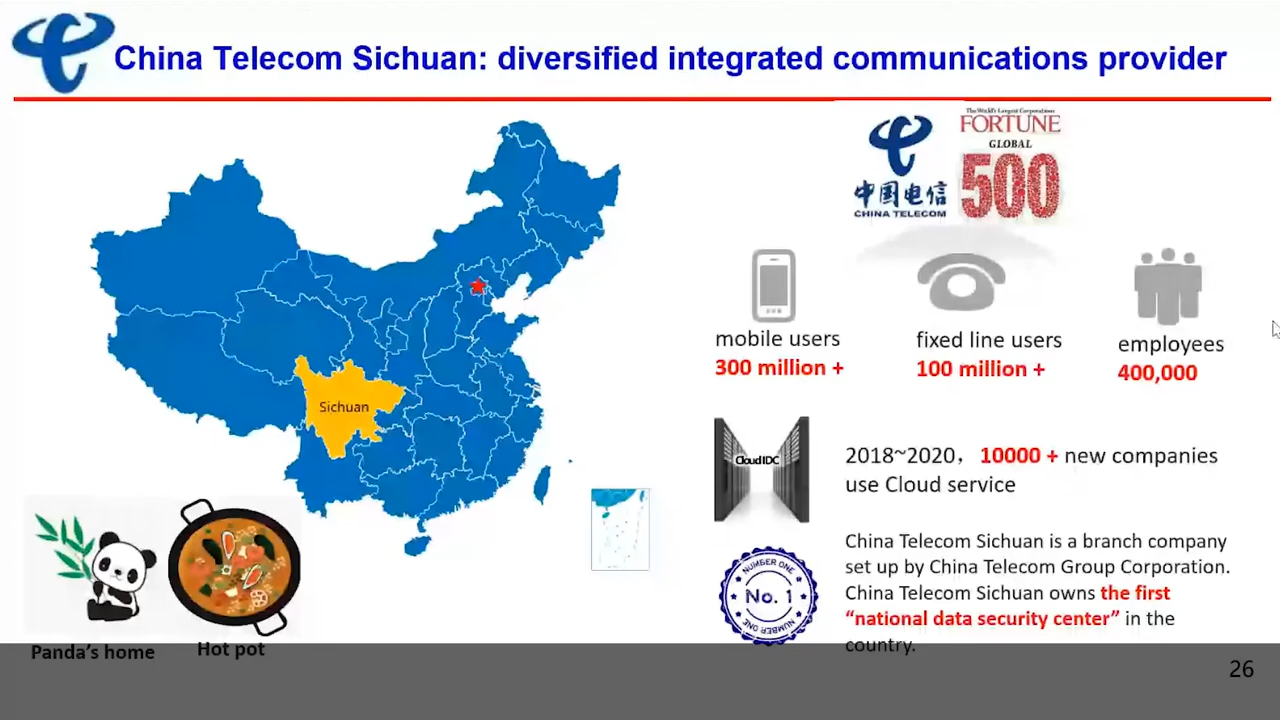 China Telecom Sichuan: diversified integrated communications provider
The World's Largest Corporations
FORTUNE
GLOBAL
500
中国电信
CHINA TELECOM
mobile users
300 million +
fixed line users
100 million +
employees
400,000
Sichuan
Cloud IDC
2018~2020，10000 + new companies
use Cloud service
NUMBER ONE
No. 1
NUMBER ONE
China Telecom Sichuan is a branch company
set up by China Telecom Group Corporation.
China Telecom Sichuan owns the first
“national data security center” in the
country.
Panda’s home
Hot pot
26